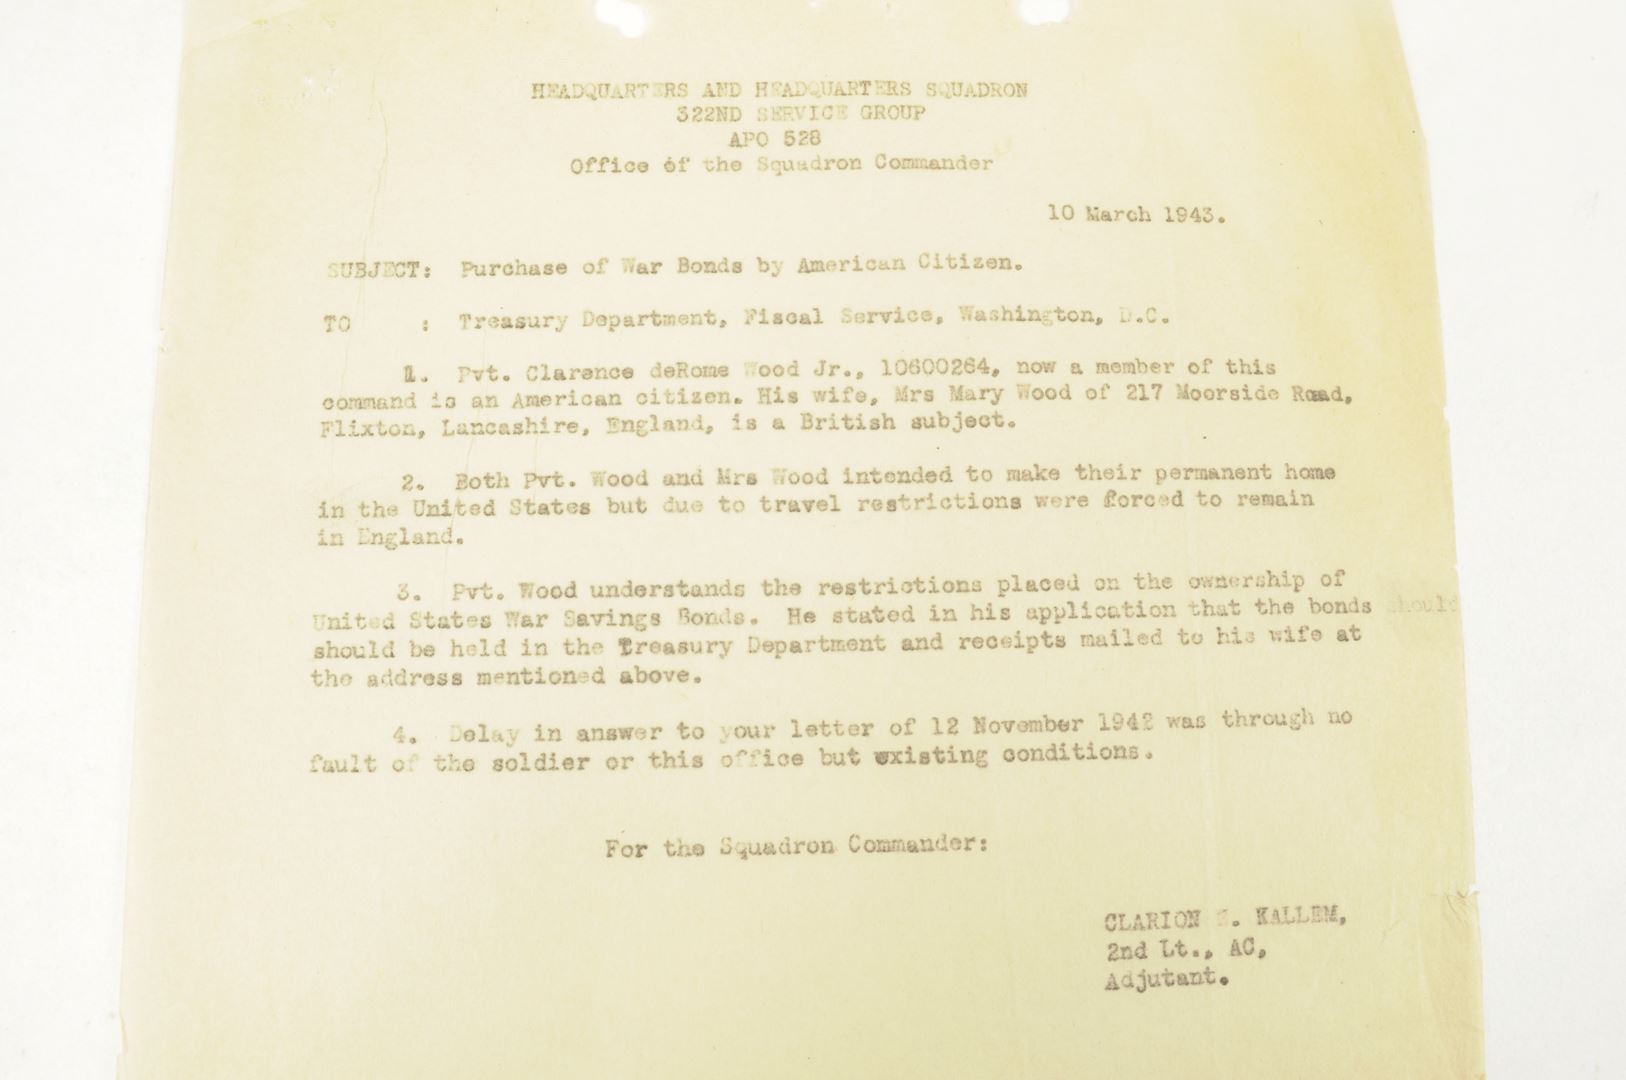 HEADQUARTERS AND HEADQUARTERS SQUADRON
322ND SERVICE GROUP
APO 528
Office of the Squadron Commander
10 March 1943.
SUBJECT: Purchase of War Bonds by American Citizen.
TO : Treasury Department, Fiscal Service, Washington, D.C.
1. Pvt. Clarence deRome Wood Jr., 10600264, now a member of this
command is an American citizen. His wife, Mrs Mary Wood of 217 Moorside Road,
Flixton, Lancashire, England, is a British subject.
2. Both Pvt. Wood and Mrs Wood intended to make their permanent home
in the United States but due to travel restrictions were forced to remain
in England.
3. Pvt. Wood understands the restrictions placed on the ownership of
United States War Savings Bonds. He stated in his application that the bonds should
should be held in the Treasury Department and receipts mailed to his wife at
the address mentioned above.
4. Delay in answer to your letter of 12 November 1942 was through no
fault of the soldier or this office but existing conditions.
For the Squadron Commander:
CLARION KALLEM,
2nd Lt., AC,
Adjutant.